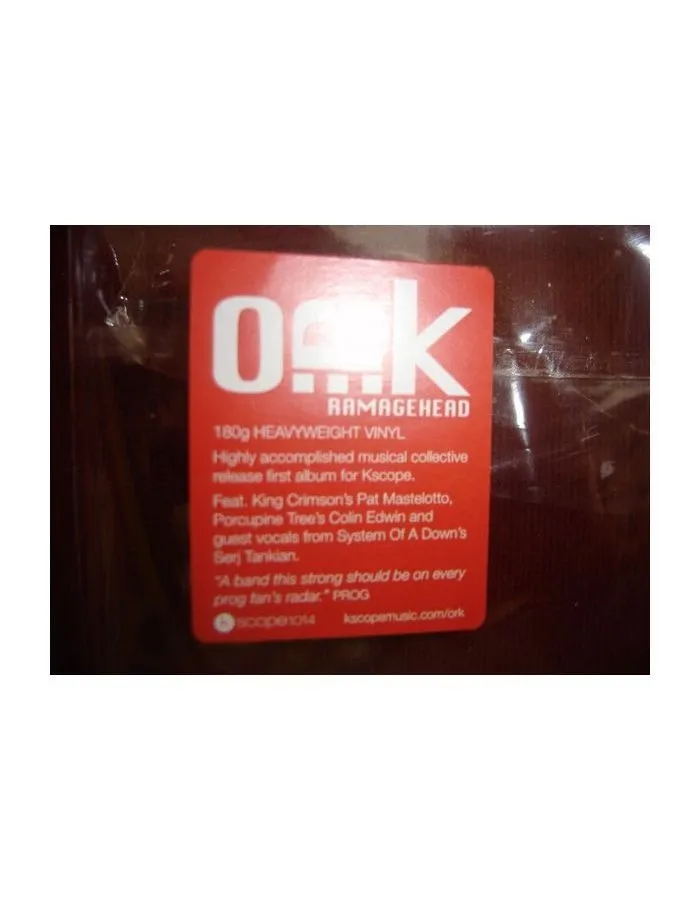 O.R.k
RAMAGEHEAD
180g HEAVYWEIGHT VINYL
Highly accomplished musical collective
release first album for Kscope.
Feat. King Crimson's Pat Mastelotto,
Porcupine Tree's Colin Edwin and
guest vocals from System Of A Down's
Serj Tankian.
"A band this strong should be on every
prog fan's radar." PROG
kscope1014 kscopemusic.com/ork